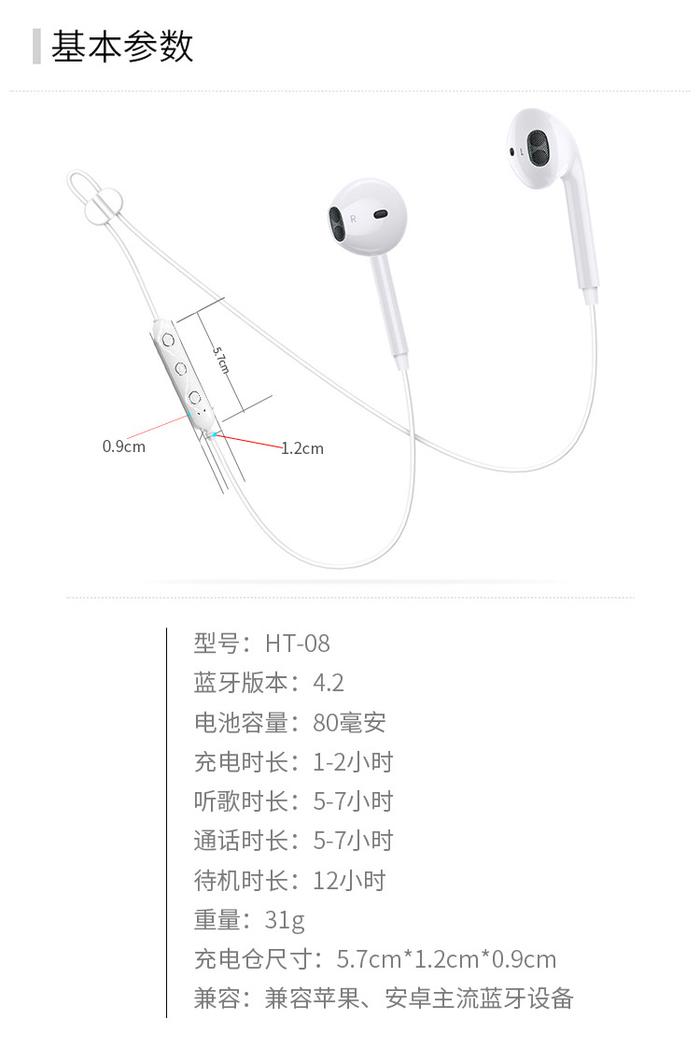 基本参数
L
R
5.7cm
0.9cm
1.2cm
型号：HT-08
蓝牙版本：4.2
电池容量：80毫安
充电时长：1-2小时
听歌时长：5-7小时
通话时长：5-7小时
待机时长：12小时
重量：31g
充电仓尺寸：5.7cm*1.2cm*0.9cm
兼容：兼容苹果、安卓主流蓝牙设备